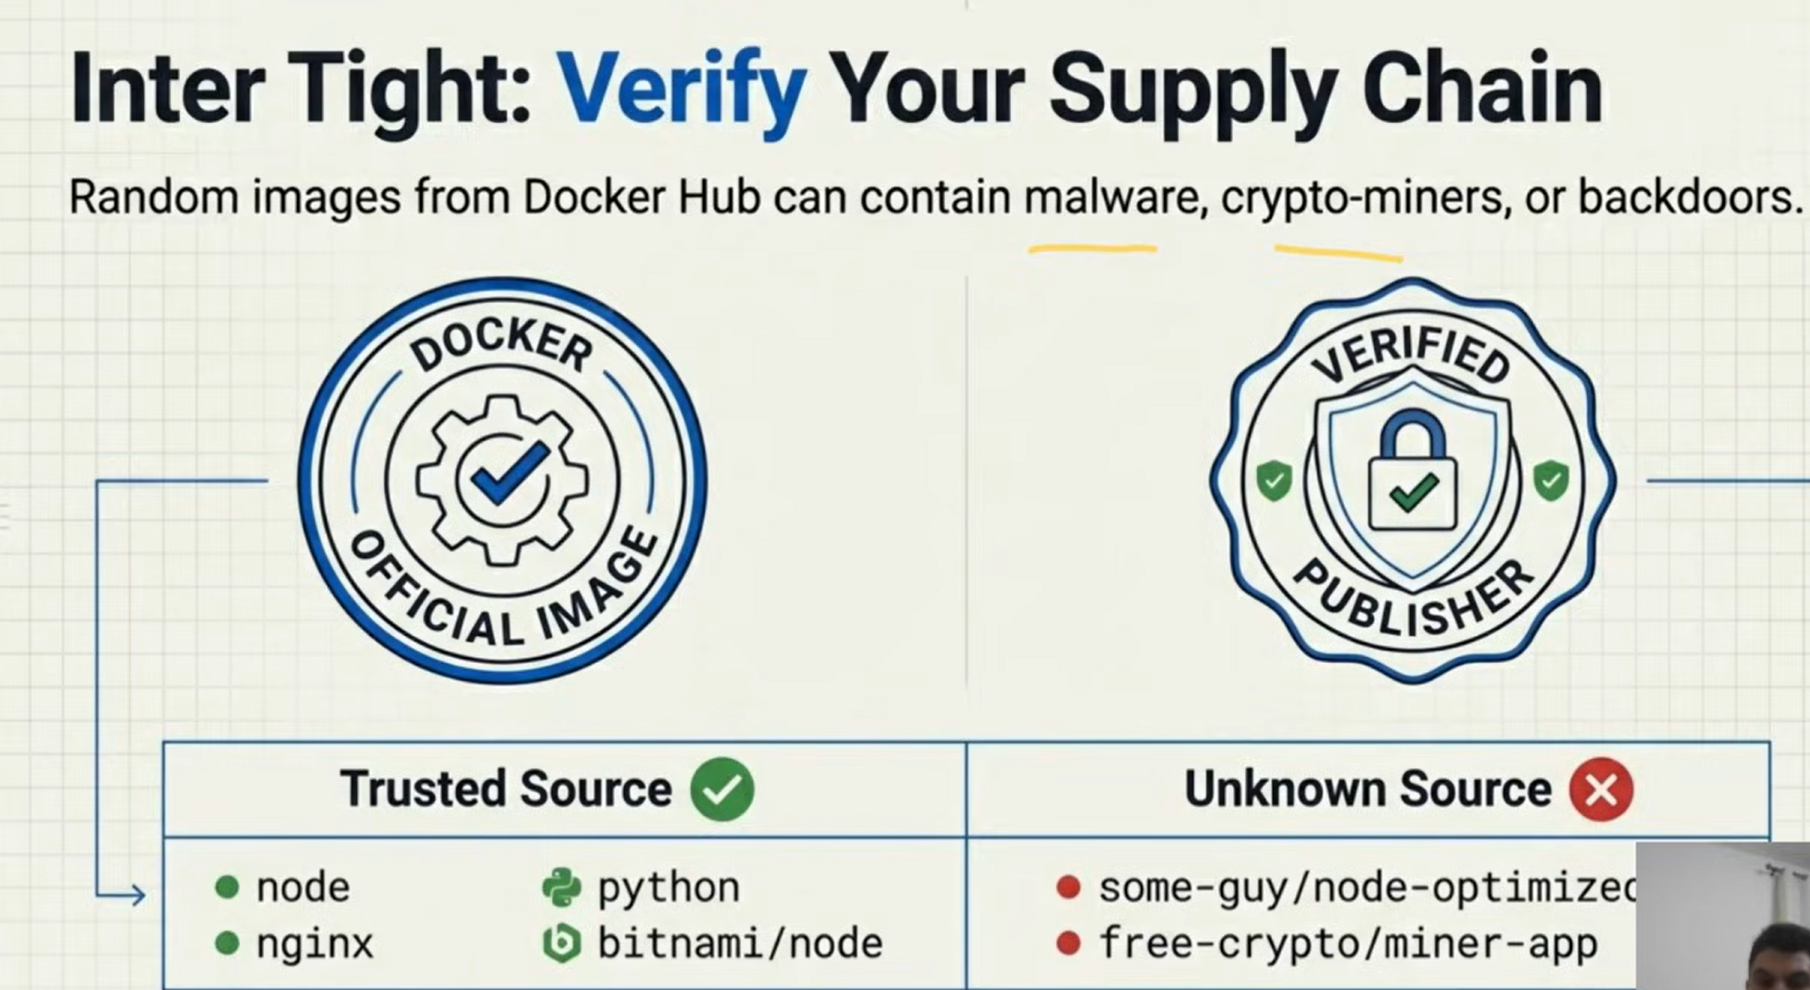 Inter Tight: Verify Your Supply Chain
Random images from Docker Hub can contain malware, crypto-miners, or backdoors.
DOCKER
OFFICIAL IMAGE
VERIFIED
PUBLISHER
Trusted Source
Unknown Source
node
python
some-guy/node-optimized
nginx
bitnami/node
free-crypto/miner-app